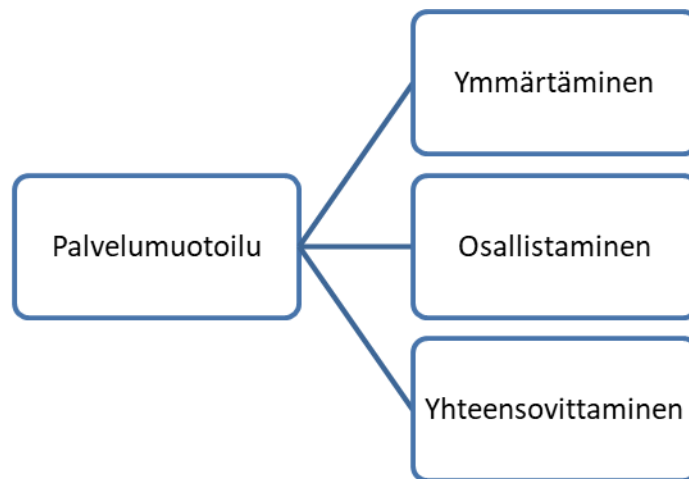 Palvelumuotoilu
Ymmärtäminen
Osallistaminen
Yhteensovittaminen